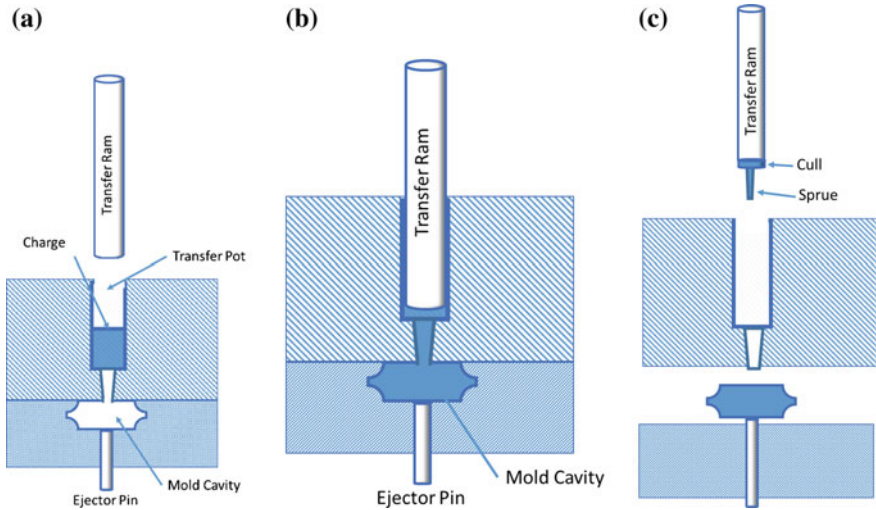 (a)
Transfer Ram
Charge
Transfer Pot
Mold Cavity
Ejector Pin
(b)
Transfer Ram
Mold Cavity
Ejector Pin
(c)
Transfer Ram
Cull
Sprue